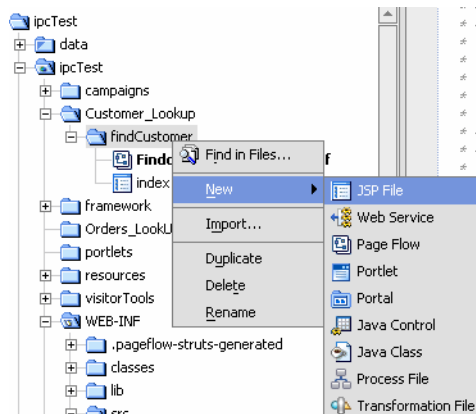 ipcTest
data
ipcTest
campaigns
Customer_Lookup
findCustomer
Find in Files...
f
index
New
JSP File
Web Service
framework
Import...
Page Flow
portlets
Duplicate
Portlet
resources
Delete
Portal
visitorTools
Rename
Java Control
WEB-INF
.pageflow-struts-generated
Java Class
classes
Process File
lib
Transformation File